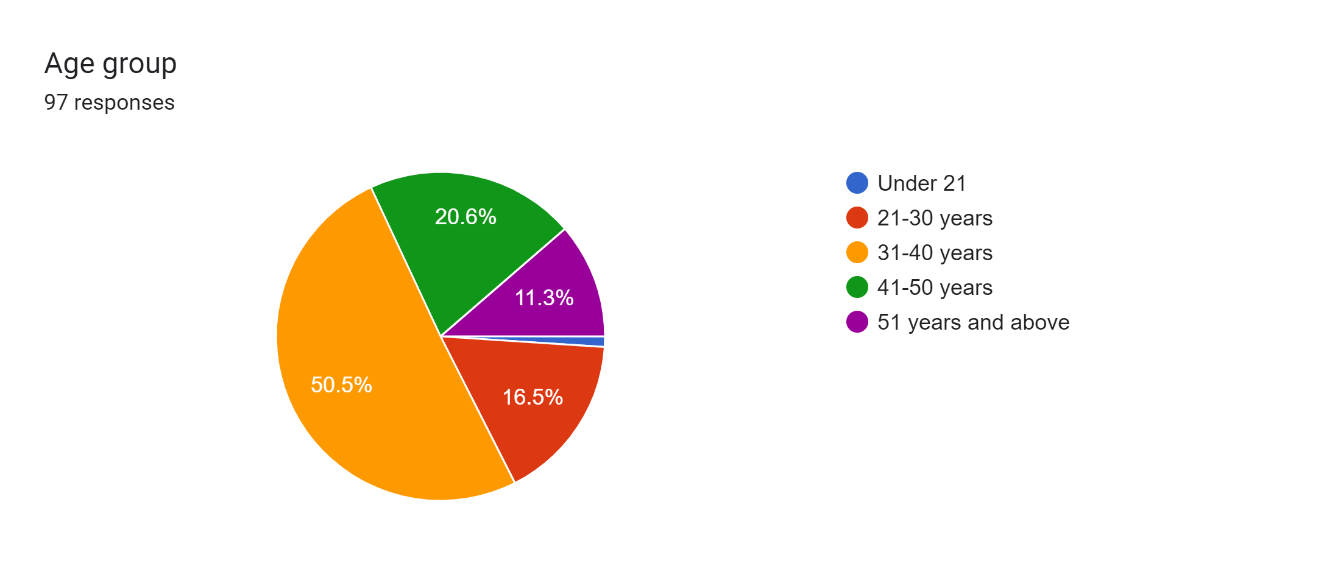 Age group
97 responses
20.6%
11.3%
50.5%
16.5%
Under 21
21-30 years
31-40 years
41-50 years
51 years and above